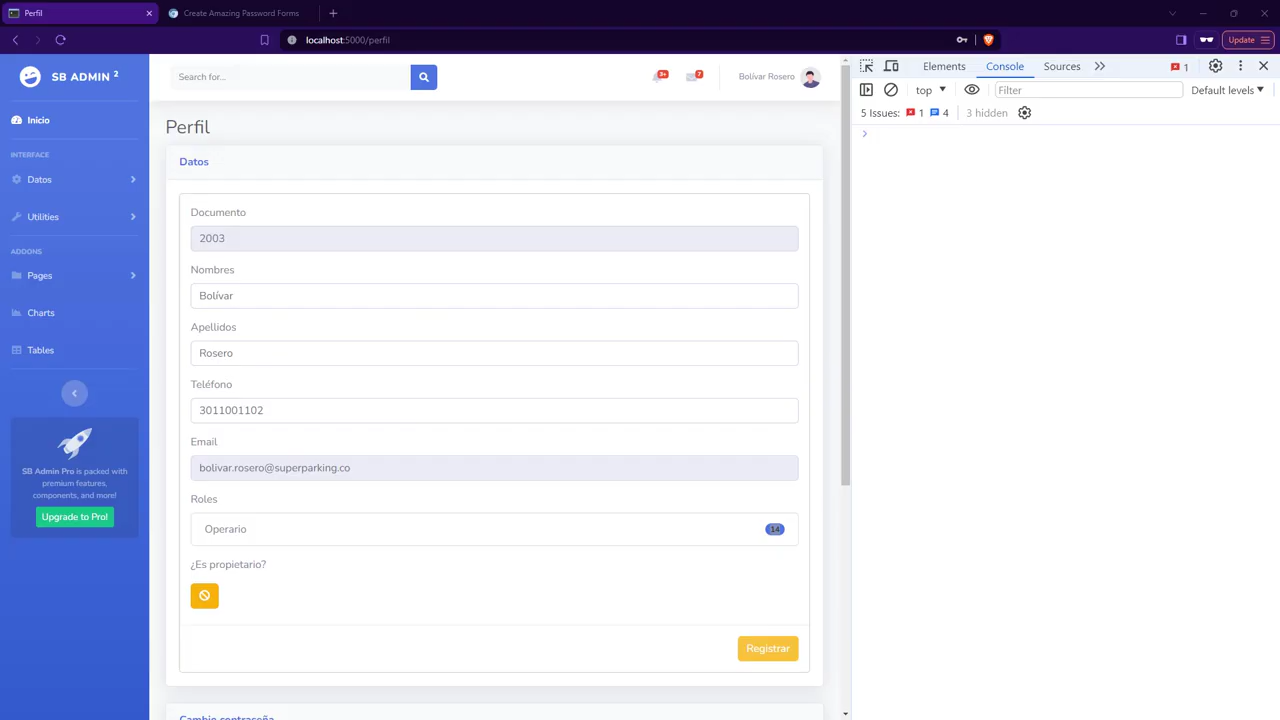 Perfil
Create Amazing Password Forms
localhost:5000/perfil
Update
SB ADMIN 2
Inicio
INTERFACE
Datos
Utilities
ADDONS
Pages
Charts
Tables
SB Admin Pro is packed with
premium features,
components, and more!
Upgrade to Pro!
Search for...
3+
7
Bolívar Rosero
Perfil
Datos
Documento
2003
Nombres
Bolívar
Apellidos
Rosero
Teléfono
3011001102
Email
bolivar.rosero@superparking.co
Roles
Operario
14
¿Es propietario?
Registrar
Cambio contraseña
Elements
Console
Sources
1
top
Filter
Default levels
5 Issues:
1
4
3 hidden